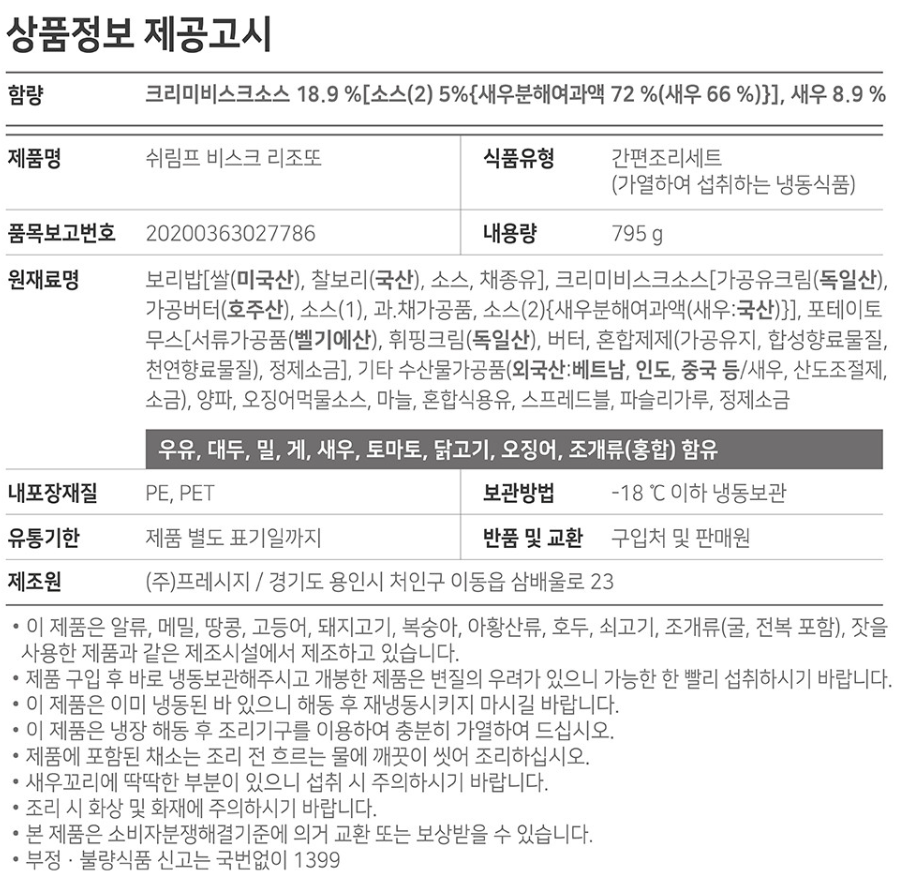 상품정보 제공고시
함량 크리미비스크소스 18.9 %[소스(2) 5%{새우분해여과액 72 %(새우 66 %)}], 새우 8.9 %
제품명 쉬림프 비스크 리조또 식품유형 간편조리세트
(가열하여 섭취하는 냉동식품)
품목보고번호 20200363027786 내용량 795 g
원재료명 보리밥[쌀(미국산), 찰보리(국산), 소스, 채종유], 크리미비스크소스[가공유크림(독일산),
가공버터(호주산), 소스(1), 과.채가공품, 소스(2){새우분해여과액(새우:국산)}], 포테이토
무스[서류가공품(벨기에산), 휘핑크림(독일산), 버터, 혼합제제(가공유지, 합성향료물질,
천연향료물질), 정제소금], 기타 수산물가공품(외국산:베트남, 인도, 중국 등/새우, 산도조절제,
소금), 양파, 오징어먹물소스, 마늘, 혼합식용유, 스프레드블, 파슬리가루, 정제소금
우유, 대두, 밀, 게, 새우, 토마토, 닭고기, 오징어, 조개류(홍합) 함유
내포장재질 PE, PET 보관방법 -18 ℃ 이하 냉동보관
유통기한 제품 별도 표기일까지 반품 및 교환 구입처 및 판매원
제조원 (주)프레시지 / 경기도 용인시 처인구 이동읍 삼배울로 23
• 이 제품은 알류, 메밀, 땅콩, 고등어, 돼지고기, 복숭아, 아황산류, 호두, 쇠고기, 조개류(굴, 전복 포함), 잣을
사용한 제품과 같은 제조시설에서 제조하고 있습니다.
• 제품 구입 후 바로 냉동보관해주시고 개봉한 제품은 변질의 우려가 있으니 가능한 한 빨리 섭취하시기 바랍니다.
• 이 제품은 이미 냉동된 바 있으니 해동 후 재냉동시키지 마시길 바랍니다.
• 이 제품은 냉장 해동 후 조리기구를 이용하여 충분히 가열하여 드십시오.
• 제품에 포함된 채소는 조리 전 흐르는 물에 깨끗이 씻어 조리하십시오.
• 새우꼬리에 딱딱한 부분이 있으니 섭취 시 주의하시기 바랍니다.
• 조리 시 화상 및 화재에 주의하시기 바랍니다.
• 본 제품은 소비자분쟁해결기준에 의거 교환 또는 보상받을 수 있습니다.
• 부정 · 불량식품 신고는 국번없이 1399